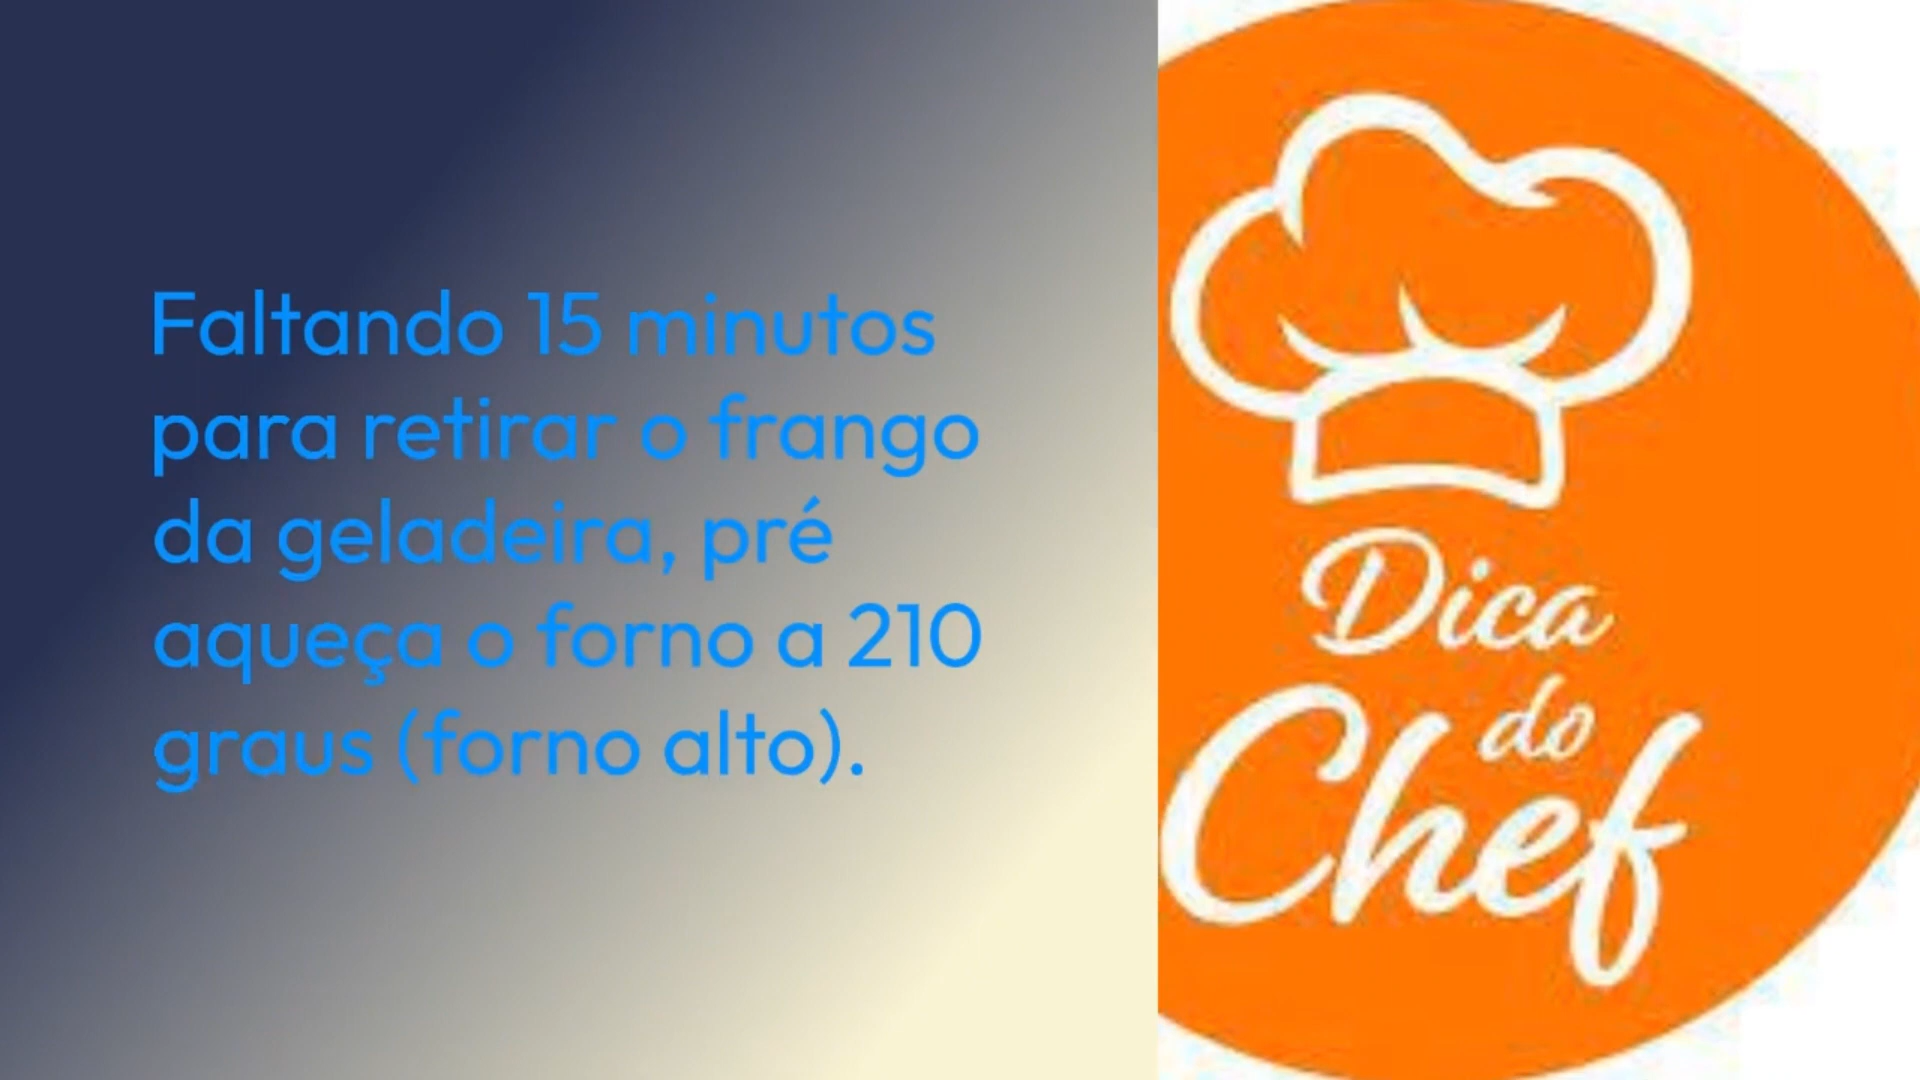 Faltando 15 minutos
para retirar o frango
da geladeira, pré
aqueça o forno a 210
graus (forno alto).
Dica
do
Chef